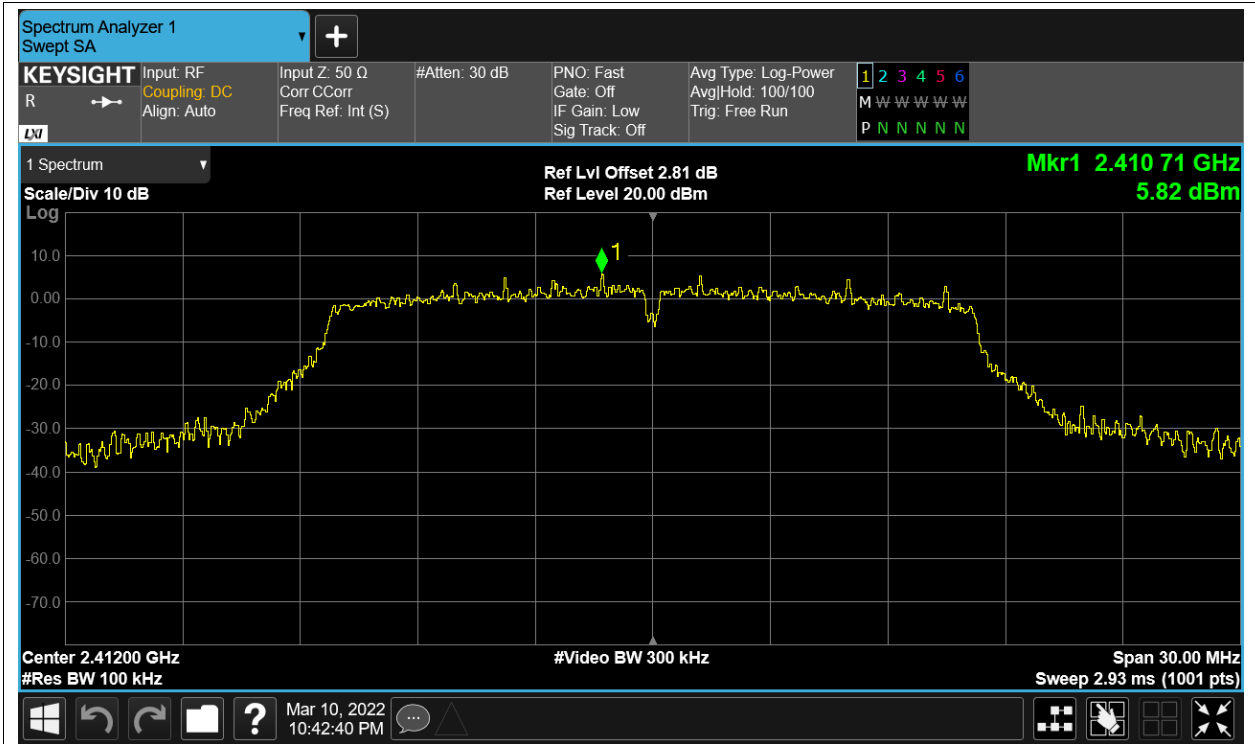 Spectrum Analyzer 1
Swept SA
KEYSIGHT
R
LXI
Input: RF
Coupling: DC
Align: Auto
Input Z: 50 Ω
Corr CCorr
Freq Ref: Int (S)
#Atten: 30 dB
PNO: Fast
Gate: Off
IF Gain: Low
Sig Track: Off
Avg Type: Log-Power
Avg|Hold: 100/100
Trig: Free Run
1 2 3 4 5 6
M W W W W W
P N N N N N
1 Spectrum
Scale/Div 10 dB
Log
Ref Lvl Offset 2.81 dB
Ref Level 20.00 dBm
Mkr1 2.410 71 GHz
5.82 dBm
1
10.0
0.00
-10.0
-20.0
-30.0
-40.0
-50.0
-60.0
-70.0
Center 2.41200 GHz
#Video BW 300 kHz
Span 30.00 MHz
#Res BW 100 kHz
Sweep 2.93 ms (1001 pts)
?
Mar 10, 2022
10:42:40 PM